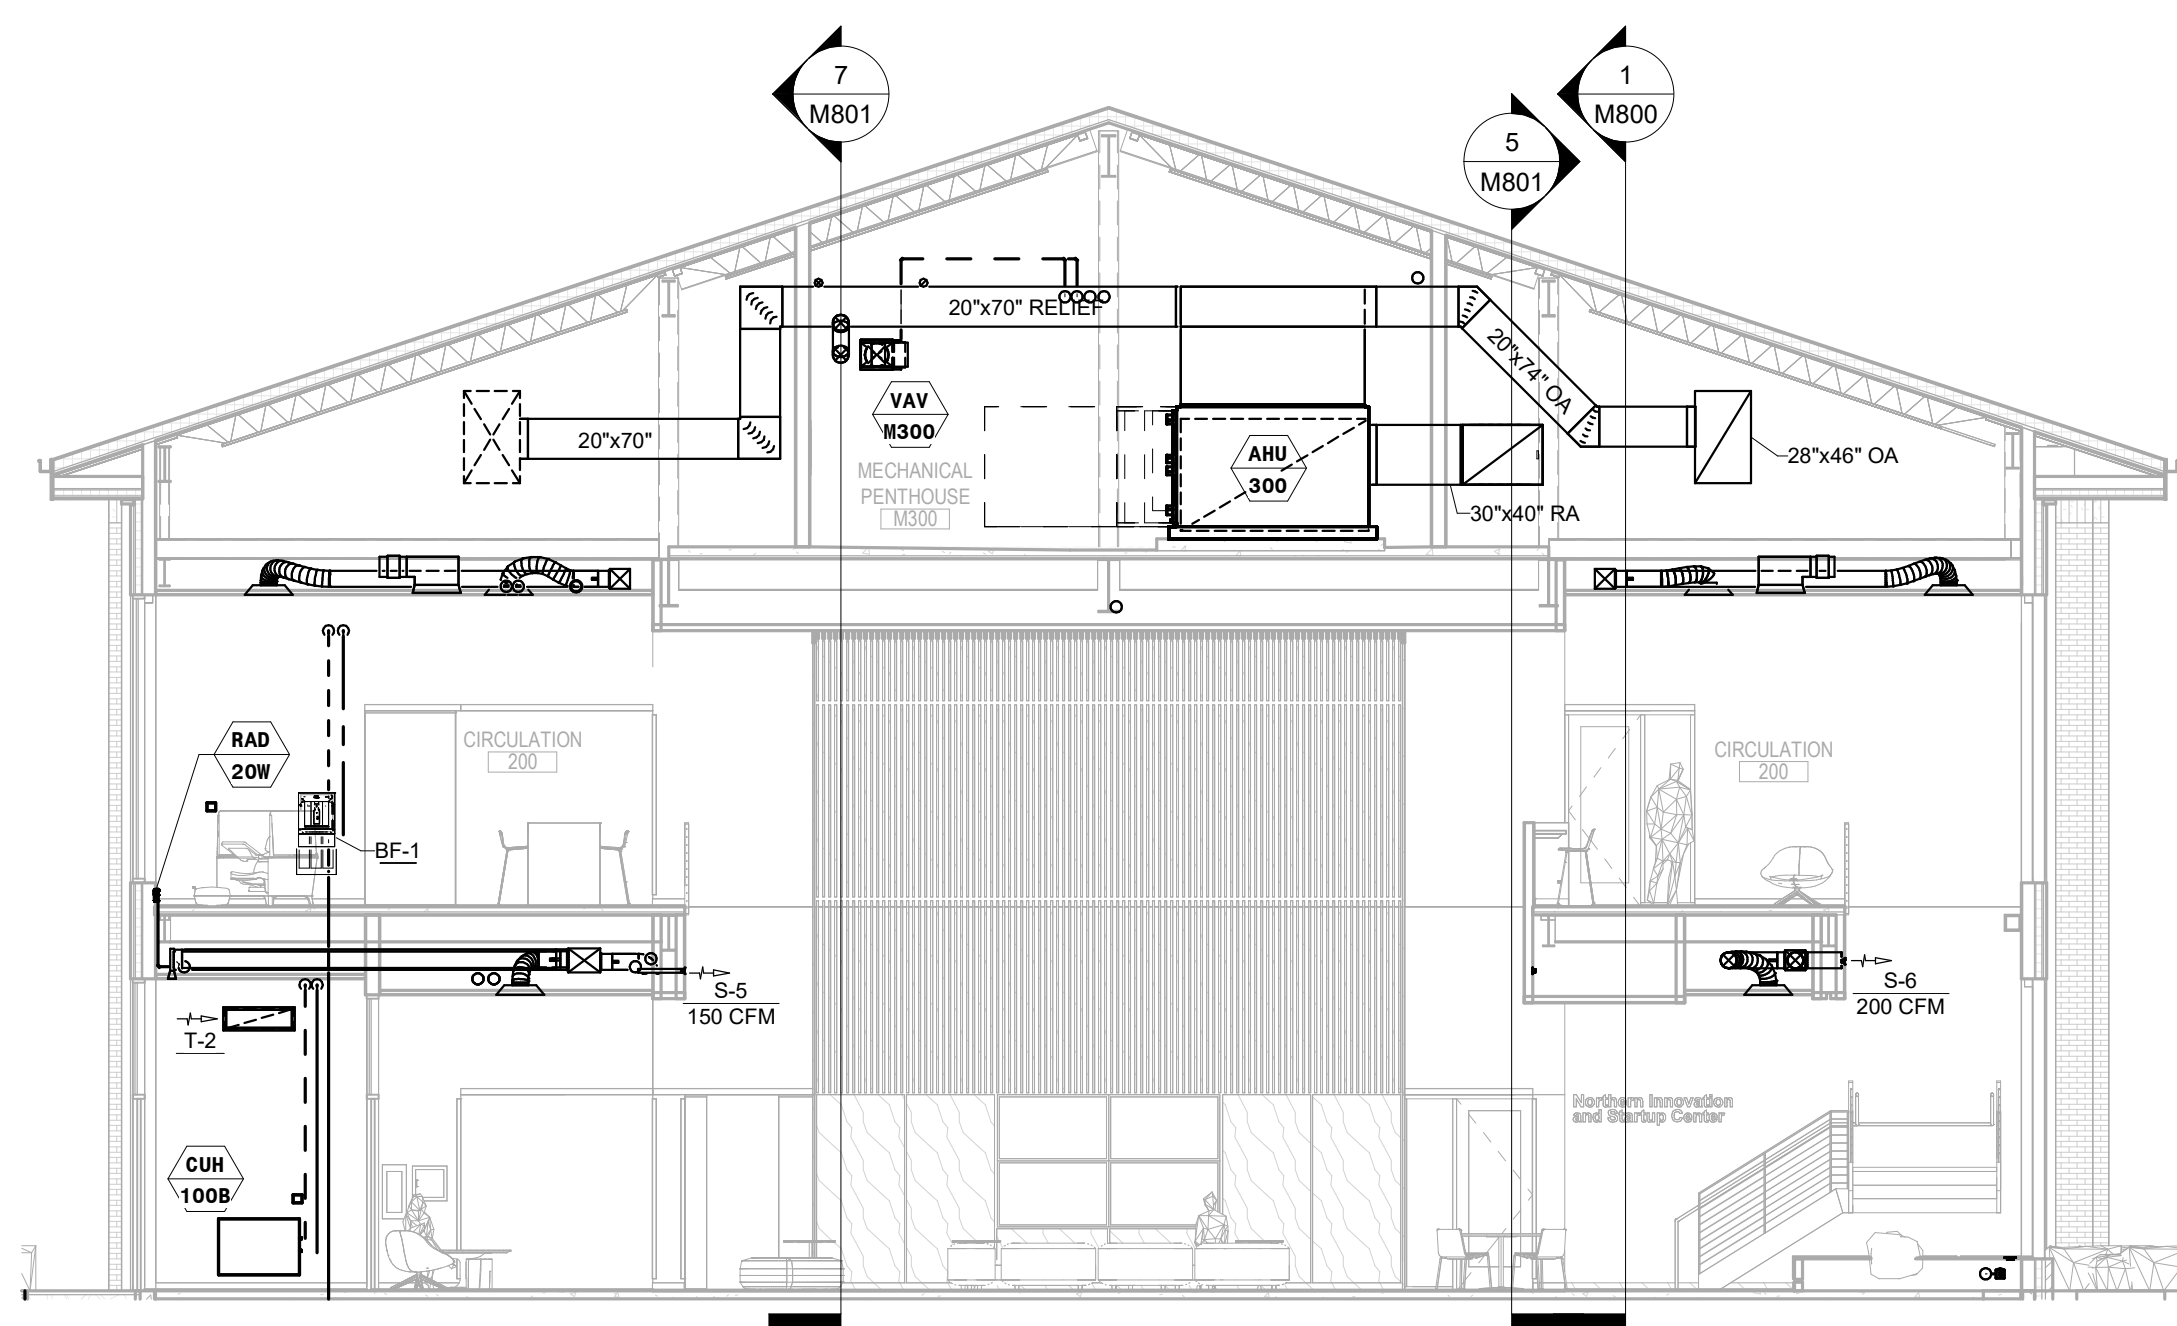 7
M801
1
M800
5
M801
20"x70" RELIEF
20"x74" OA
20"x70"
VAV
M300
MECHANICAL
PENTHOUSE
M300
AHU
300
28"x46" OA
30"x40" RA
RAD
20W
CIRCULATION
200
CIRCULATION
200
BF-1
S-5
150 CFM
S-6
200 CFM
T-2
Northern Innovation
and Startup Center
CUH
100B